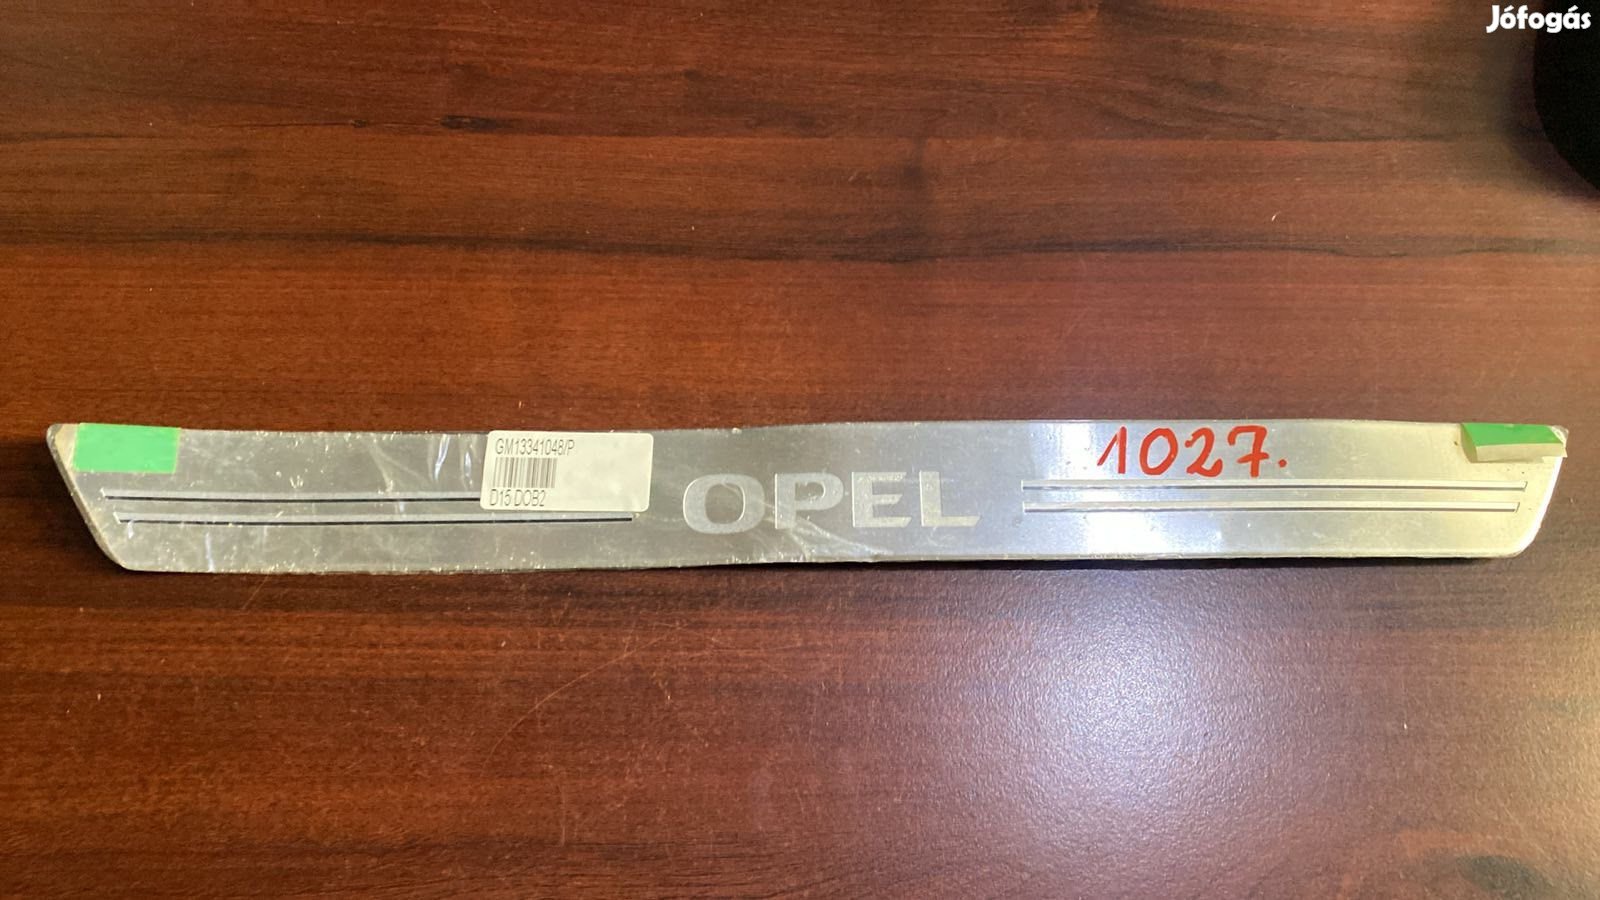 Jófogás
GM13341048/P
D15 DOB2
OPEL
1027.